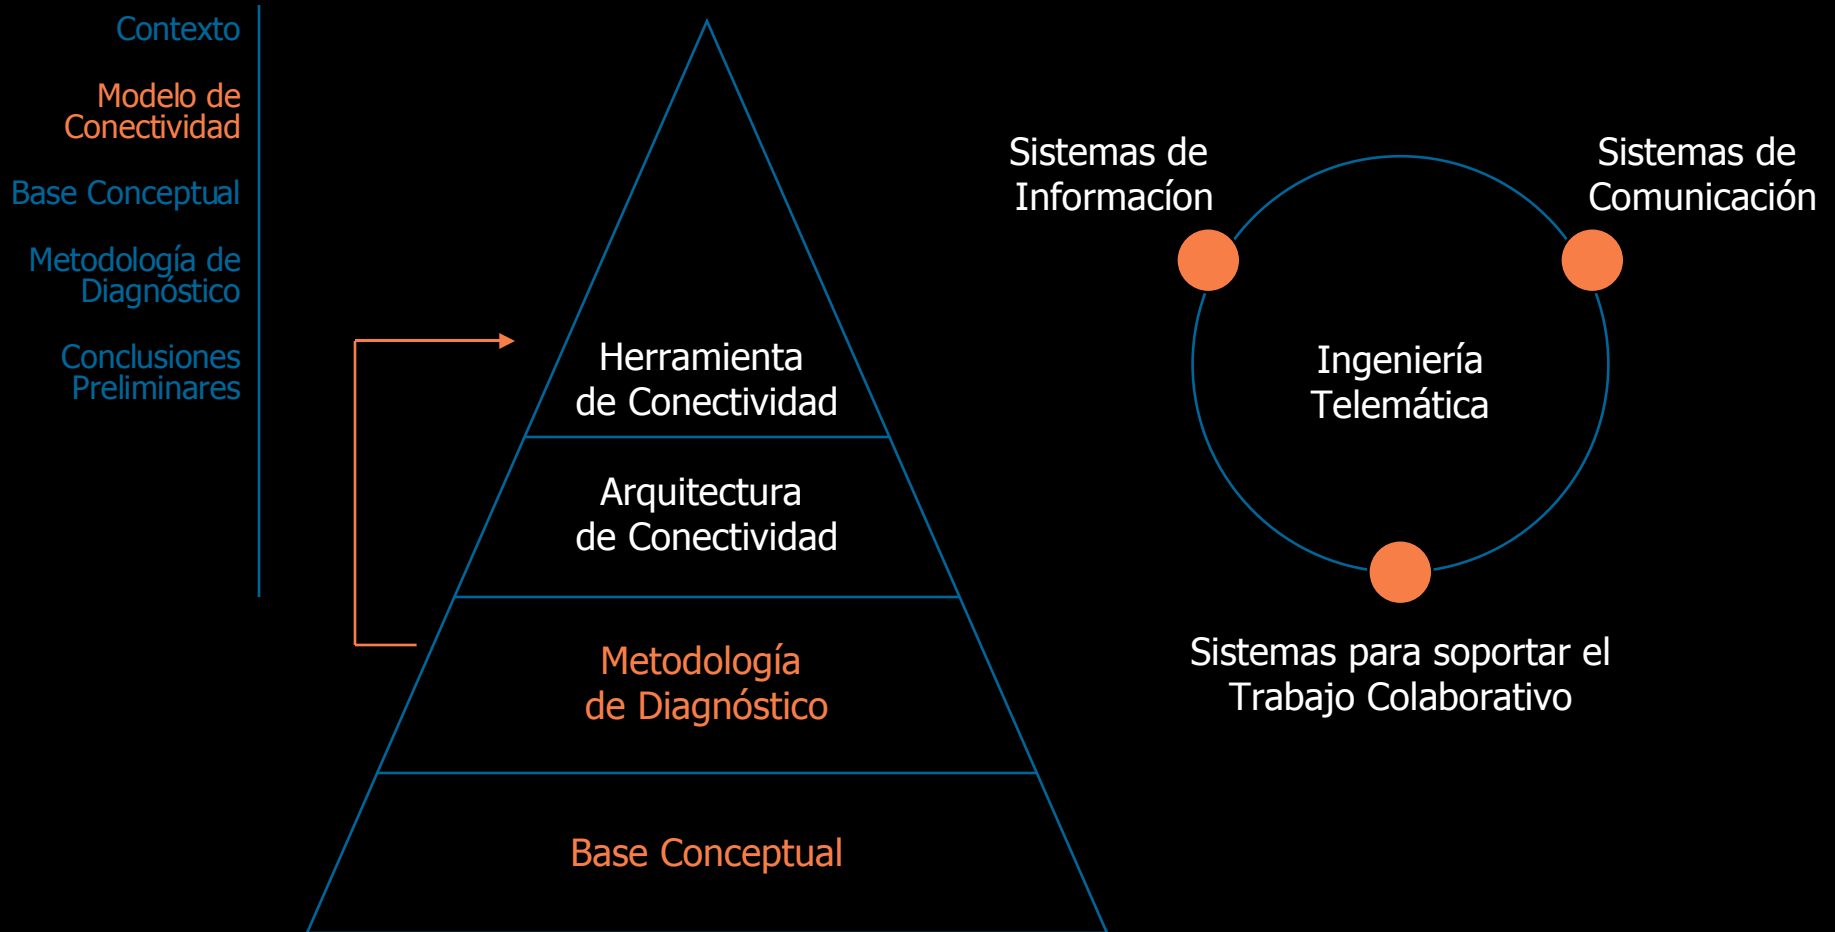 Contexto
Modelo de
Conectividad
Base Conceptual
Metodología de
Diagnóstico
Conclusiones
Preliminares
Herramienta
de Conectividad
Arquitectura
de Conectividad
Metodología
de Diagnóstico
Base Conceptual
Sistemas de
Informacíon
Sistemas de
Comunicación
Ingeniería
Telemática
Sistemas para soportar el
Trabajo Colaborativo